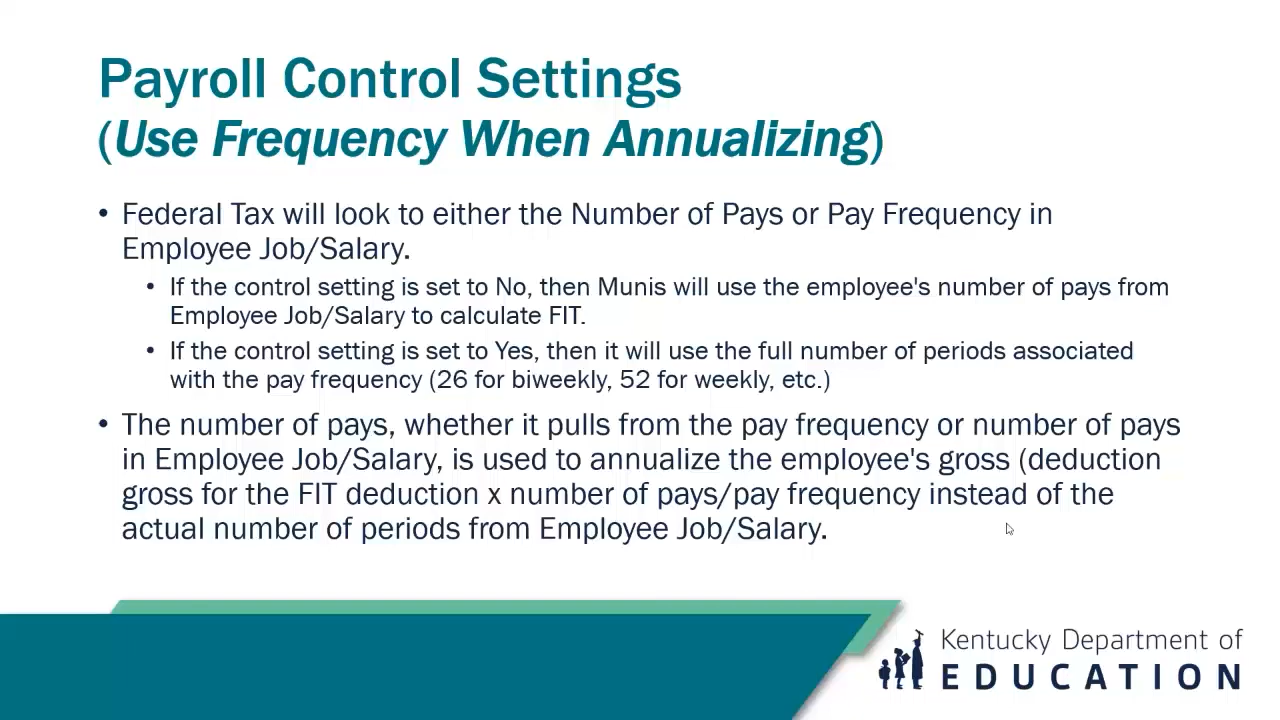 Payroll Control Settings
(Use Frequency When Annualizing)
• Federal Tax will look to either the Number of Pays or Pay Frequency in
Employee Job/Salary.
• If the control setting is set to No, then Munis will use the employee's number of pays from
Employee Job/Salary to calculate FIT.
• If the control setting is set to Yes, then it will use the full number of periods associated
with the pay frequency (26 for biweekly, 52 for weekly, etc.)
• The number of pays, whether it pulls from the pay frequency or number of pays
in Employee Job/Salary, is used to annualize the employee's gross (deduction
gross for the FIT deduction x number of pays/pay frequency instead of the
actual number of periods from Employee Job/Salary.
Kentucky Department of
EDUCATION